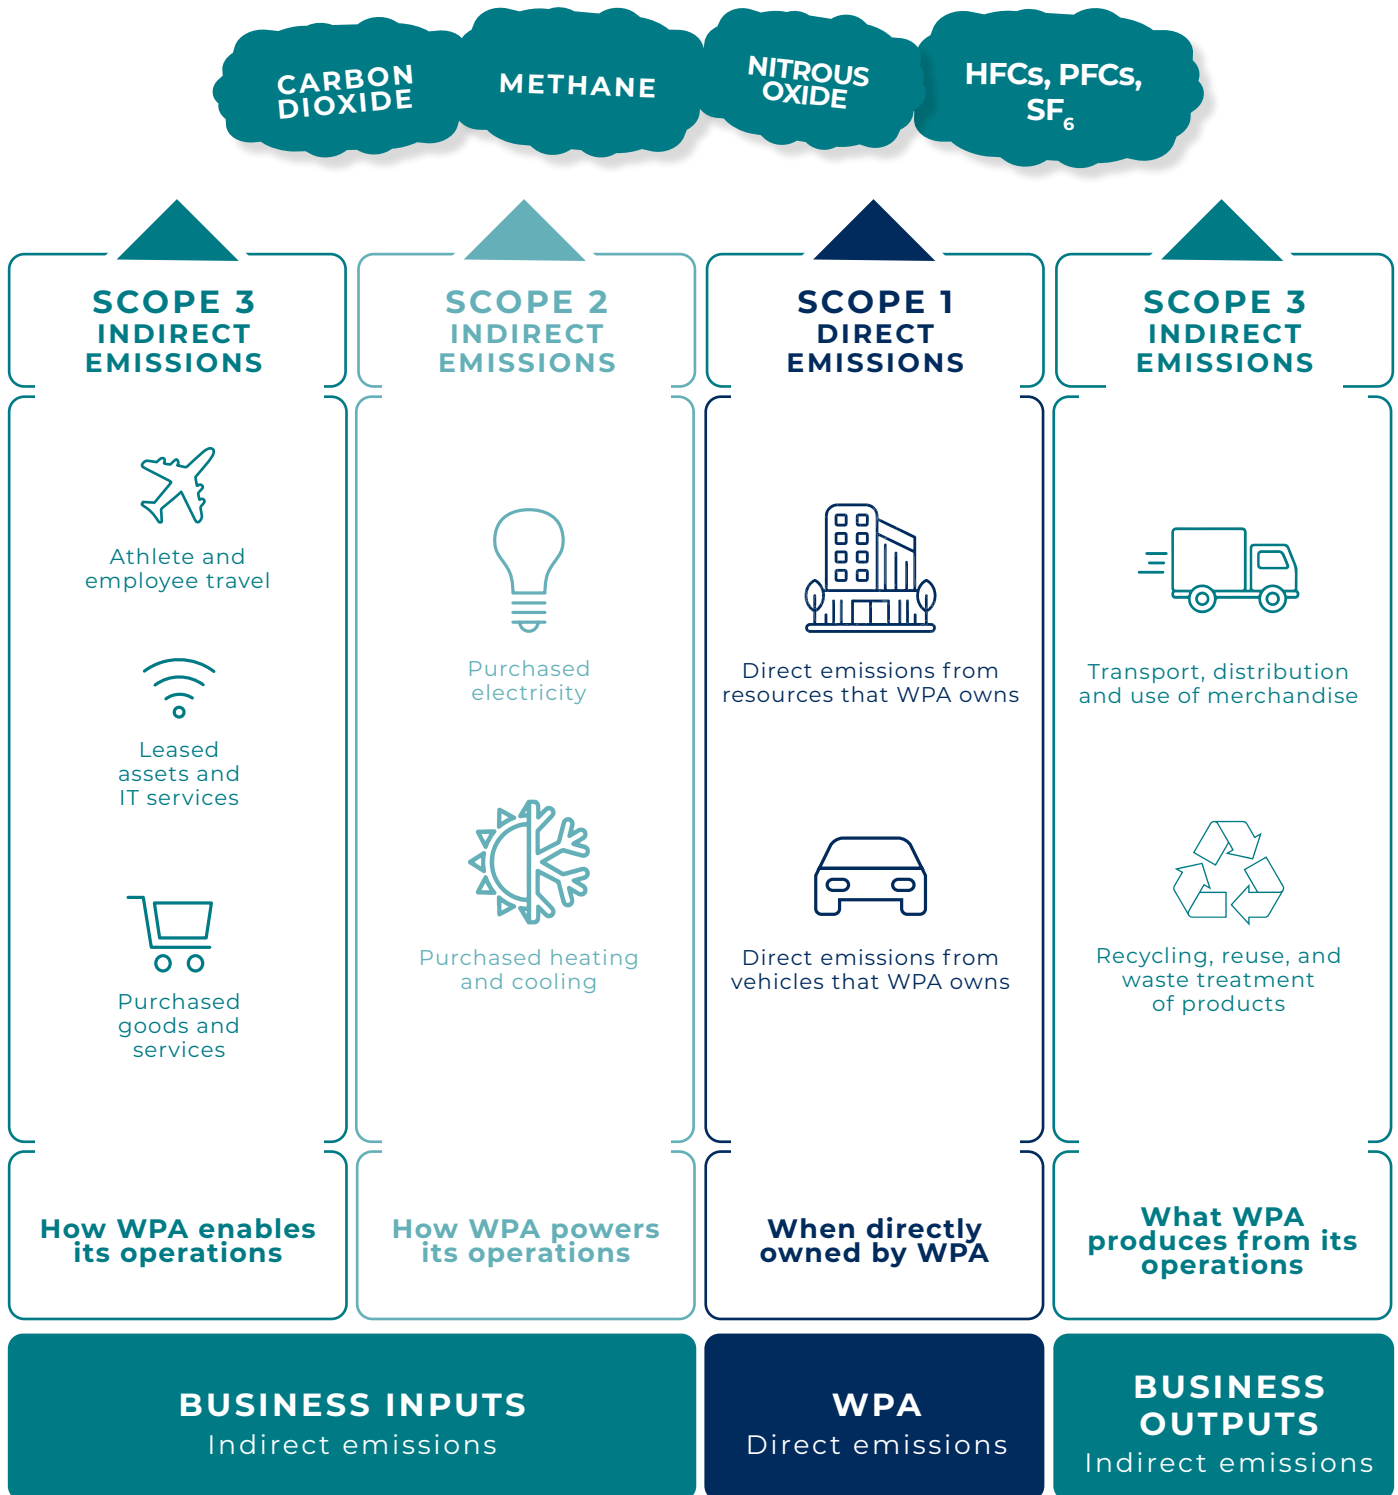 CARBON
DIOXIDE
METHANE
NITROUS
OXIDE
HFCs, PFCs,
SF6
SCOPE 3
INDIRECT
EMISSIONS
Athlete and
employee travel
Leased
assets and
IT services
Purchased
goods and
services
How WPA enables
its operations
SCOPE 2
INDIRECT
EMISSIONS
Purchased
electricity
Purchased heating
and cooling
How WPA powers
its operations
SCOPE 1
DIRECT
EMISSIONS
Direct emissions from
resources that WPA owns
Direct emissions from
vehicles that WPA owns
When directly
owned by WPA
SCOPE 3
INDIRECT
EMISSIONS
Transport, distribution
and use of merchandise
Recycling, reuse, and
waste treatment
of products
What WPA
produces from its
operations
BUSINESS INPUTS
Indirect emissions
WPA
Direct emissions
BUSINESS
OUTPUTS
Indirect emissions